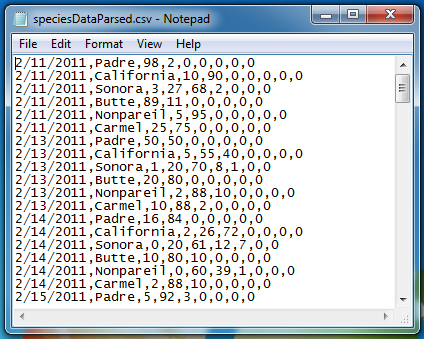 speciesDataParsed.csv - Notepad
File Edit Format View Help
2/11/2011,Padre,98,2,0,0,0,0,0
2/11/2011,California,10,90,0,0,0,0,0
2/11/2011,Sonora,3,27,68,2,0,0,0
2/11/2011,Butte,89,11,0,0,0,0,0
2/11/2011,Nonpareil,5,95,0,0,0,0,0
2/11/2011,Carmel,25,75,0,0,0,0,0
2/13/2011,Padre,50,50,0,0,0,0,0
2/13/2011,California,5,55,40,0,0,0,0
2/13/2011,Sonora,1,20,70,8,1,0,0
2/13/2011,Butte,20,80,0,0,0,0,0
2/13/2011,Nonpareil,2,88,10,0,0,0,0
2/13/2011,Carmel,10,88,2,0,0,0,0
2/14/2011,Padre,16,84,0,0,0,0,0
2/14/2011,California,2,26,72,0,0,0,0
2/14/2011,Sonora,0,20,61,12,7,0,0
2/14/2011,Butte,10,80,10,0,0,0,0
2/14/2011,Nonpareil,0,60,39,1,0,0,0
2/14/2011,Carmel,2,88,10,0,0,0,0
2/15/2011,Padre,5,92,3,0,0,0,0